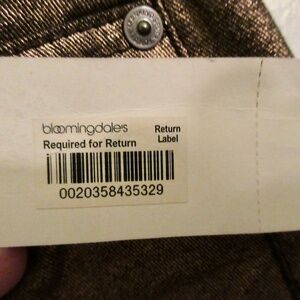 bloomingdale's Return
Required for Return Label
0020358435329